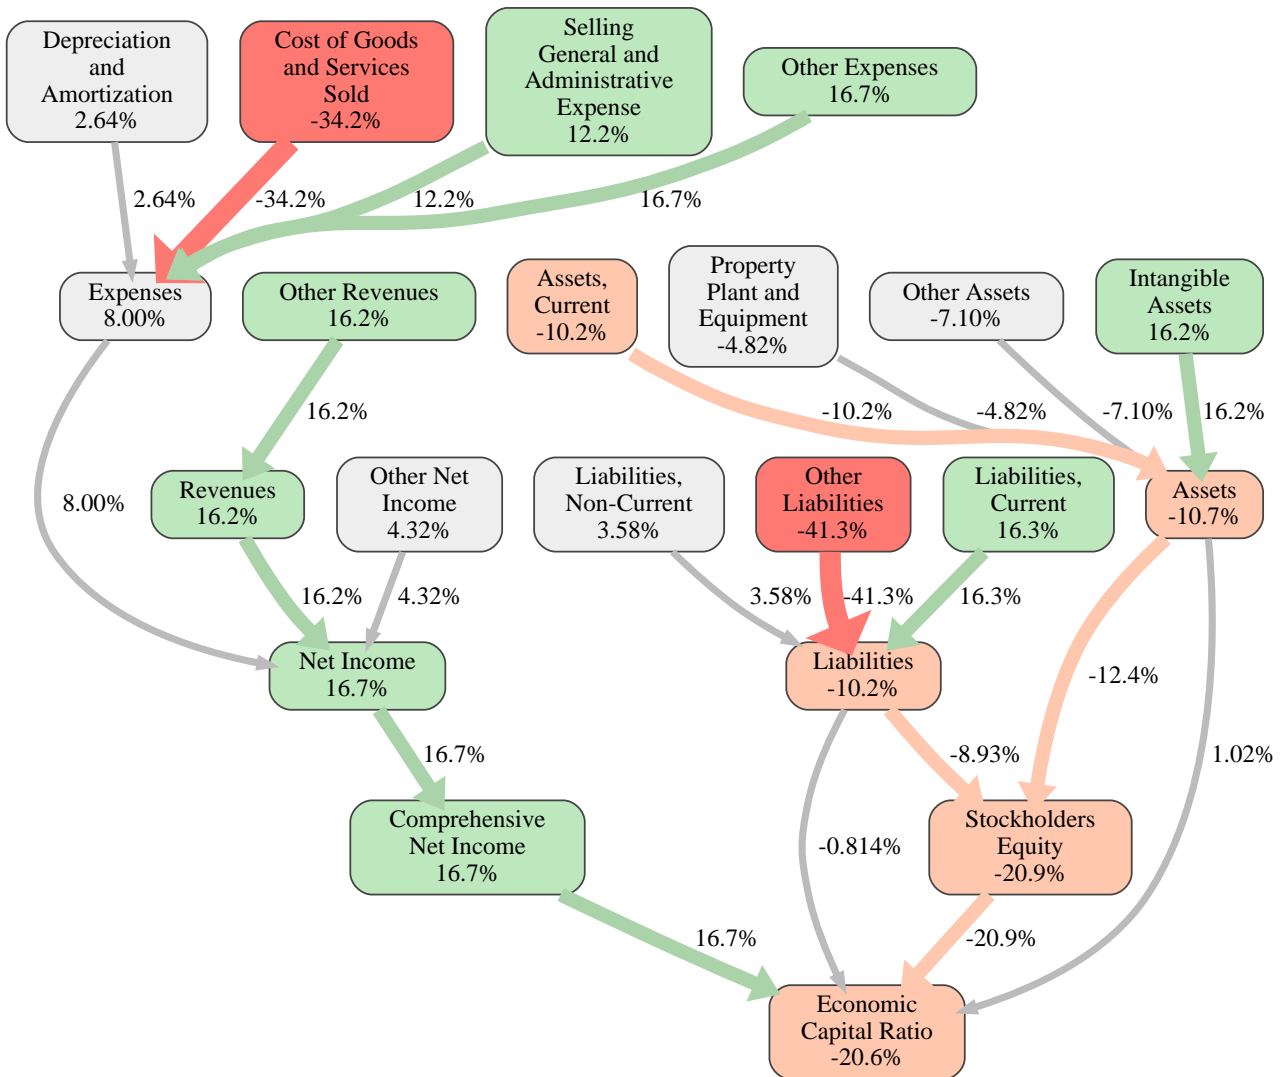 Depreciation
and
Amortization
2.64%
Cost of Goods
and Services
Sold
-34.2%
Selling
General and
Administrative
Expense
12.2%
Other Expenses
16.7%
2.64%
-34.2%
12.2%
16.7%
Expenses
8.00%
Other Revenues
16.2%
Assets,
Current
-10.2%
Property
Plant and
Equipment
-4.82%
Other Assets
-7.10%
Intangible
Assets
16.2%
16.2%
-10.2%
-4.82%
-7.10%
16.2%
8.00%
Revenues
16.2%
Other Net
Income
4.32%
Liabilities,
Non-Current
3.58%
Other
Liabilities
-41.3%
Liabilities,
Current
16.3%
Assets
-10.7%
16.2%
4.32%
3.58%
-41.3%
16.3%
Net Income
16.7%
Liabilities
-10.2%
-12.4%
16.7%
-8.93%
1.02%
Comprehensive
Net Income
16.7%
-0.814%
Stockholders
Equity
-20.9%
16.7%
-20.9%
Economic
Capital Ratio
-20.6%